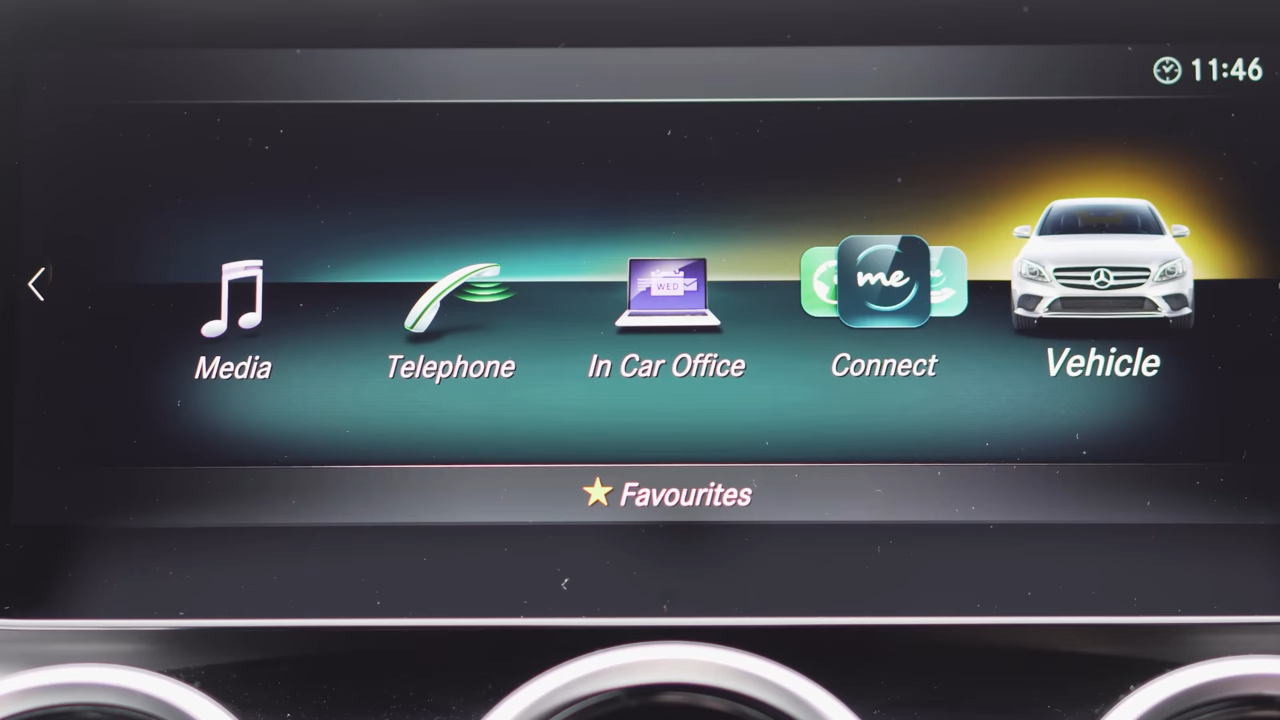 11:46
WED
me
Media
Telephone
In Car Office
Connect
Vehicle
Favourites